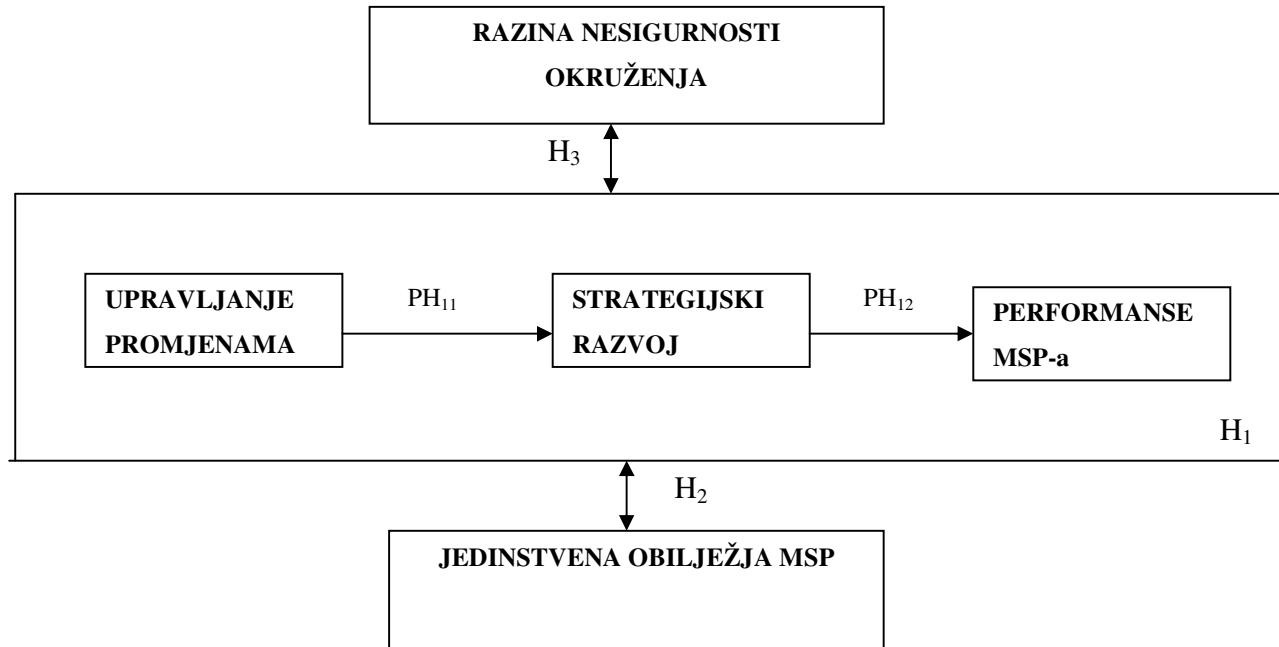 RAZINA NESIGURNOSTI
OKRUŽENJA
H₃
UPRAVLJANJE
PROMJENAMA
PH₁₁
STRATEGIJSKI
RAZVOJ
PH₁₂
PERFORMANSE
MSP-a
H₁
H₂
JEDINSTVENA OBILJEŽJA MSP